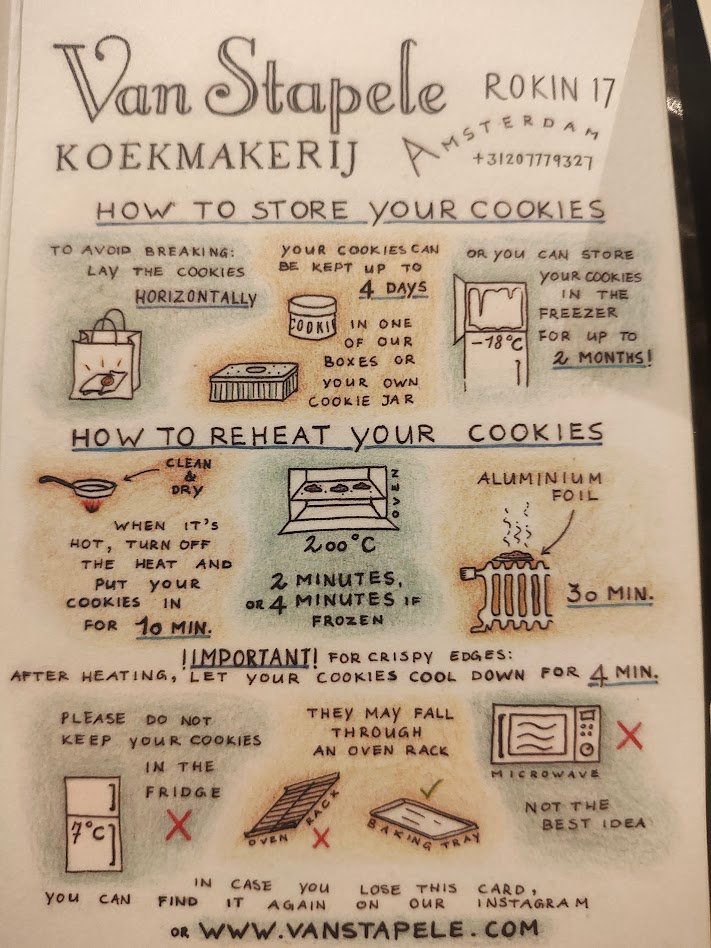 Van Stapele
KOEKMAKERIJ
ROKIN 17
AMSTERDAM
+31207779327
HOW TO STORE YOUR COOKIES
TO AVOID BREAKING:
LAY THE COOKIES
HORIZONTALLY
YOUR COOKIES CAN
BE KEPT UP TO
4 DAYS
COOKI
IN ONE
OF OUR
BOXES OR
YOUR OWN
COOKIE JAR
OR YOU CAN STORE
YOUR COOKIES
IN THE
FREEZER
FOR UP TO
2 MONTHS!
-18°C
HOW TO REHEAT YOUR COOKIES
CLEAN
&
DRY
WHEN IT'S
HOT, TURN OFF
THE HEAT AND
PUT YOUR
COOKIES IN
FOR 10 MIN.
OVEN
200°C
2 MINUTES,
OR 4 MINUTES IF
FROZEN
ALUMINIUM
FOIL
30 MIN.
!IMPORTANT! FOR CRISPY EDGES:
AFTER HEATING, LET YOUR COOKIES COOL DOWN FOR 4 MIN.
PLEASE DO NOT
KEEP YOUR COOKIES
IN THE
FRIDGE
7°C
THEY MAY FALL
THROUGH
AN OVEN RACK
OVEN RACK
BAKING TRAY
MICROWAVE
NOT THE
BEST IDEA
IN CASE YOU LOSE THIS CARD,
YOU CAN FIND IT AGAIN ON OUR INSTAGRAM
OR WWW.VANSTAPELE.COM